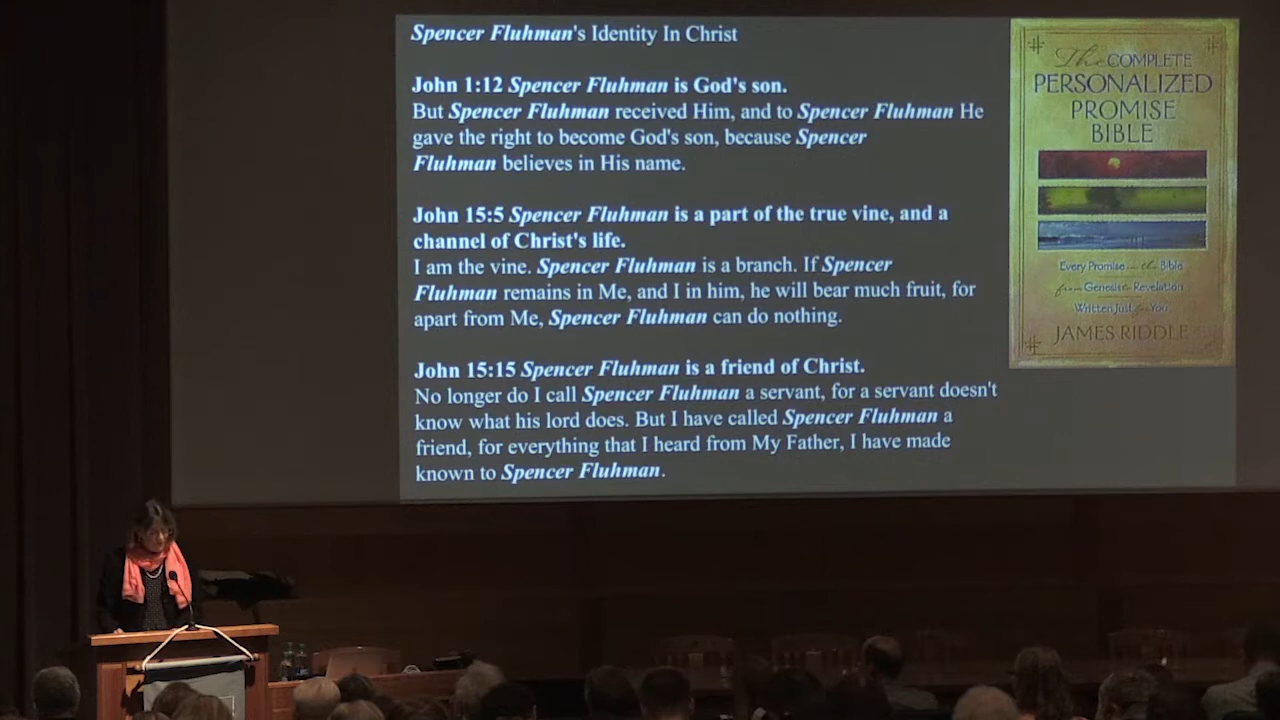 Spencer Fluhman's Identity In Christ
John 1:12 Spencer Fluhman is God's son.
But Spencer Fluhman received Him, and to Spencer Fluhman He
gave the right to become God's son, because Spencer
Fluhman believes in His name.
John 15:5 Spencer Fluhman is a part of the true vine, and a
channel of Christ's life.
I am the vine. Spencer Fluhman is a branch. If Spencer
Fluhman remains in Me, and I in him, he will bear much fruit, for
apart from Me, Spencer Fluhman can do nothing.
John 15:15 Spencer Fluhman is a friend of Christ.
No longer do I call Spencer Fluhman a servant, for a servant doesn't
know what his lord does. But I have called Spencer Fluhman a
friend, for everything that I heard from My Father, I have made
known to Spencer Fluhman.
The COMPLETE
PERSONALIZED
PROMISE
BIBLE
Every Promise in the Bible
from Genesis to Revelation
Written Just for You
JAMES RIDDLE